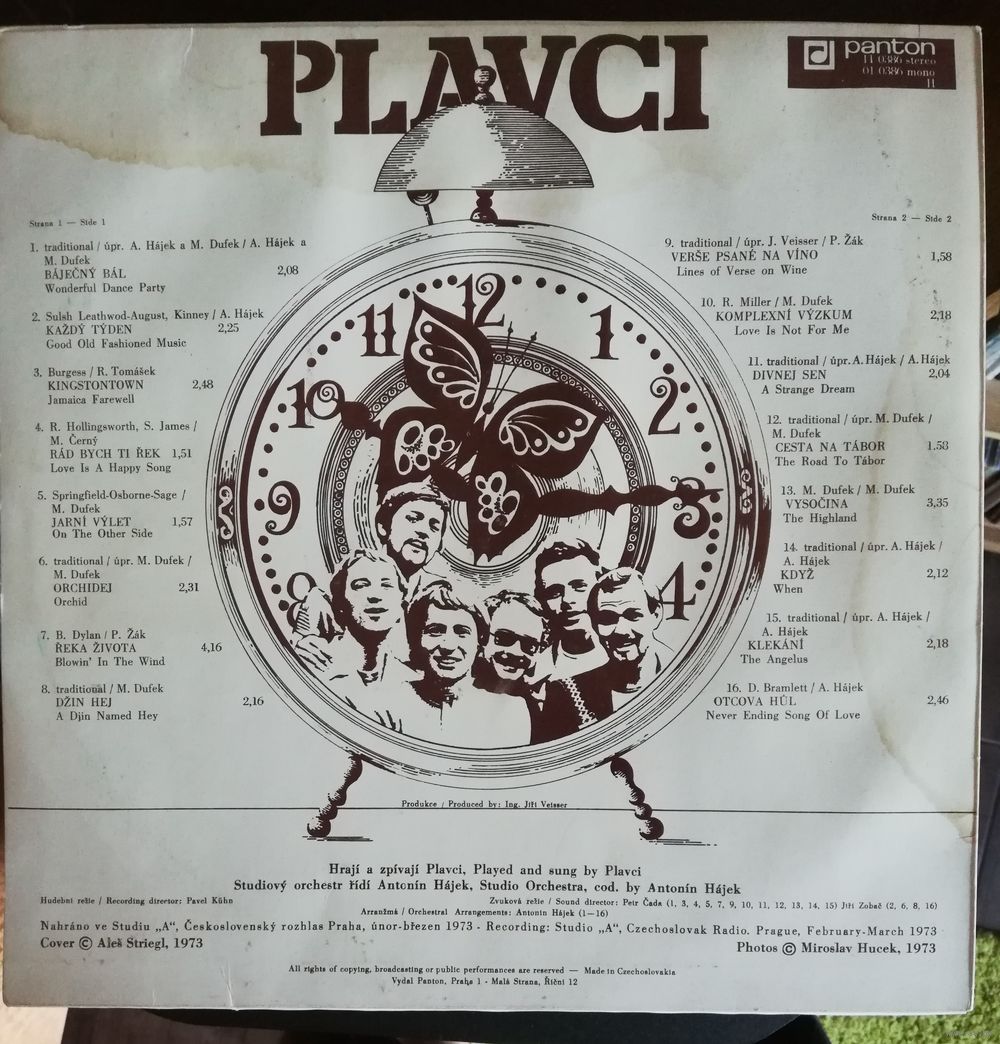 PLAVCI
panton
11 0386 stereo
01 0386 mono
11
Strana 1 — Side 1
1. traditional / úpr. A. Hájek a M. Dufek / A. Hájek a
M. Dufek
BÁJEČNÝ BÁL 2,08
Wonderful Dance Party
2. Sulsh Leathwod-August, Kinney / A. Hájek
KAŽDÝ TÝDEN 2,25
Good Old Fashioned Music
3. Burgess / R. Tomášek
KINGSTONTOWN 2,48
Jamaica Farewell
4. R. Hollingsworth, S. James /
M. Černý
RÁD BYCH TI ŘEK 1,51
Love Is A Happy Song
5. Springfield-Osborne-Sage /
M. Dufek
JARNÍ VÝLET 1,57
On The Other Side
6. traditional / úpr. M. Dufek /
M. Dufek
ORCHIDEJ 2,31
Orchid
7. B. Dylan / P. Žák
ŘEKA ŽIVOTA 4,16
Blowin' In The Wind
8. traditional / M. Dufek
DŽIN HEJ 2,16
A Djin Named Hey
Strana 2 — Side 2
9. traditional / úpr. J. Veisser / P. Žák
VERŠE PSANÉ NA VÍNO 1,58
Lines of Verse on Wine
10. R. Miller / M. Dufek
KOMPLEXNÍ VÝZKUM 2,18
Love Is Not For Me
11. traditional / úpr. A. Hájek / A. Hájek
DIVNEJ SEN 2,04
A Strange Dream
12. traditional / úpr. M. Dufek /
M. Dufek
CESTA NA TÁBOR 1.58
The Road To Tábor
13. M. Dufek / M. Dufek
VYSOČINA 3,35
The Highland
14. traditional / úpr. A. Hájek /
A. Hájek
KDYŽ 2,12
When
15. traditional / úpr. A. Hájek /
A. Hájek
KLEKÁNÍ 2,18
The Angelus
16. D. Bramlett / A. Hájek
OTCOVA HŮL 2,46
Never Ending Song Of Love
12
11
1
10
2
9
3
8
4
Produkce / Produced by: Ing. Jiří Veisser
Hrají a zpívají Plavci, Played and sung by Plavci
Studiový orchestr řídí Antonín Hájek, Studio Orchestra, cod. by Antonín Hájek
Hudební režie / Recording director: Pavel Kühn
Zvuková režie / Sound director: Petr Čada (1, 3, 4, 5, 7, 9, 10, 11, 12, 13, 14, 15) Jiří Zobač (2, 6, 8, 16)
Aranžmá / Orchestral Arrangements: Antonín Hájek (1—16)
Nahráno ve Studiu „A“, Československý rozhlas Praha, únor-březen 1973 - Recording: Studio „A“, Czechoslovak Radio. Prague, February-March 1973
Cover © Aleš Striegl, 1973
Photos © Miroslav Hucek, 1973
All rights of copying, broadcasting or public performances are reserved — Made in Czechoslovakia
Vydal Panton, Praha 1 - Malá Strana, Říční 12